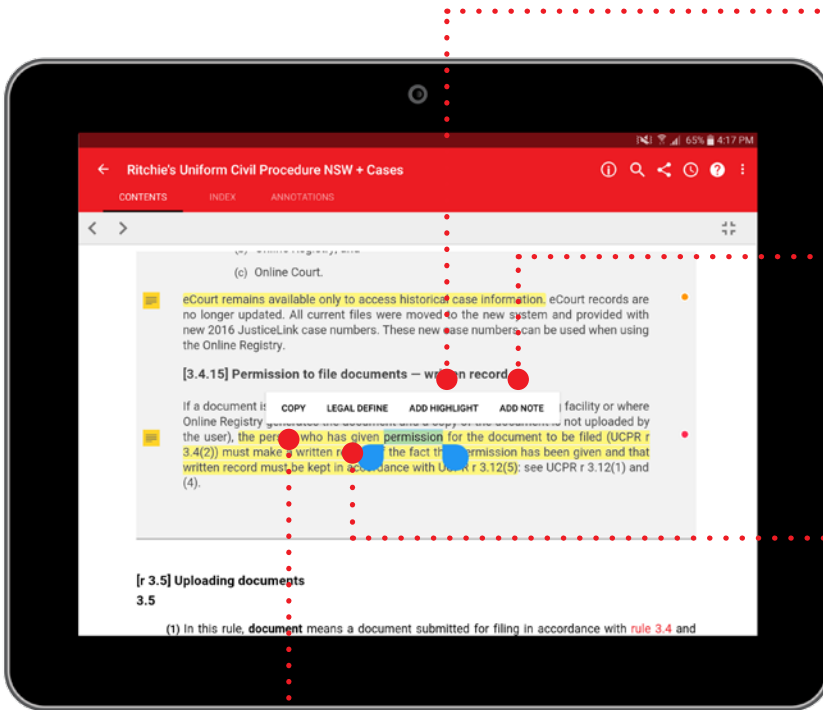 65% 4:17 PM
Ritchie's Uniform Civil Procedure NSW + Cases
CONTENTS INDEX ANNOTATIONS
(c) Online Court.
eCourt remains available only to access historical case information. eCourt records are
no longer updated. All current files were moved to the new system and provided with
new 2016 JusticeLink case numbers. These new case numbers can be used when using
the Online Registry.
[3.4.15] Permission to file documents — written record
If a document is facility or where
COPY LEGAL DEFINE ADD HIGHLIGHT ADD NOTE
Online Registry generates the document and a copy of the document is not uploaded by
the user), the person who has given permission for the document to be filed (UCPR r
3.4(2)) must make a written the fact permission has been given and that
written record must be kept in accordance with UCPR r 3.12(5): see UCPR r 3.12(1) and
(4).
[r 3.5] Uploading documents
3.5
(1) In this rule, document means a document submitted for filing in accordance with rule 3.4 and